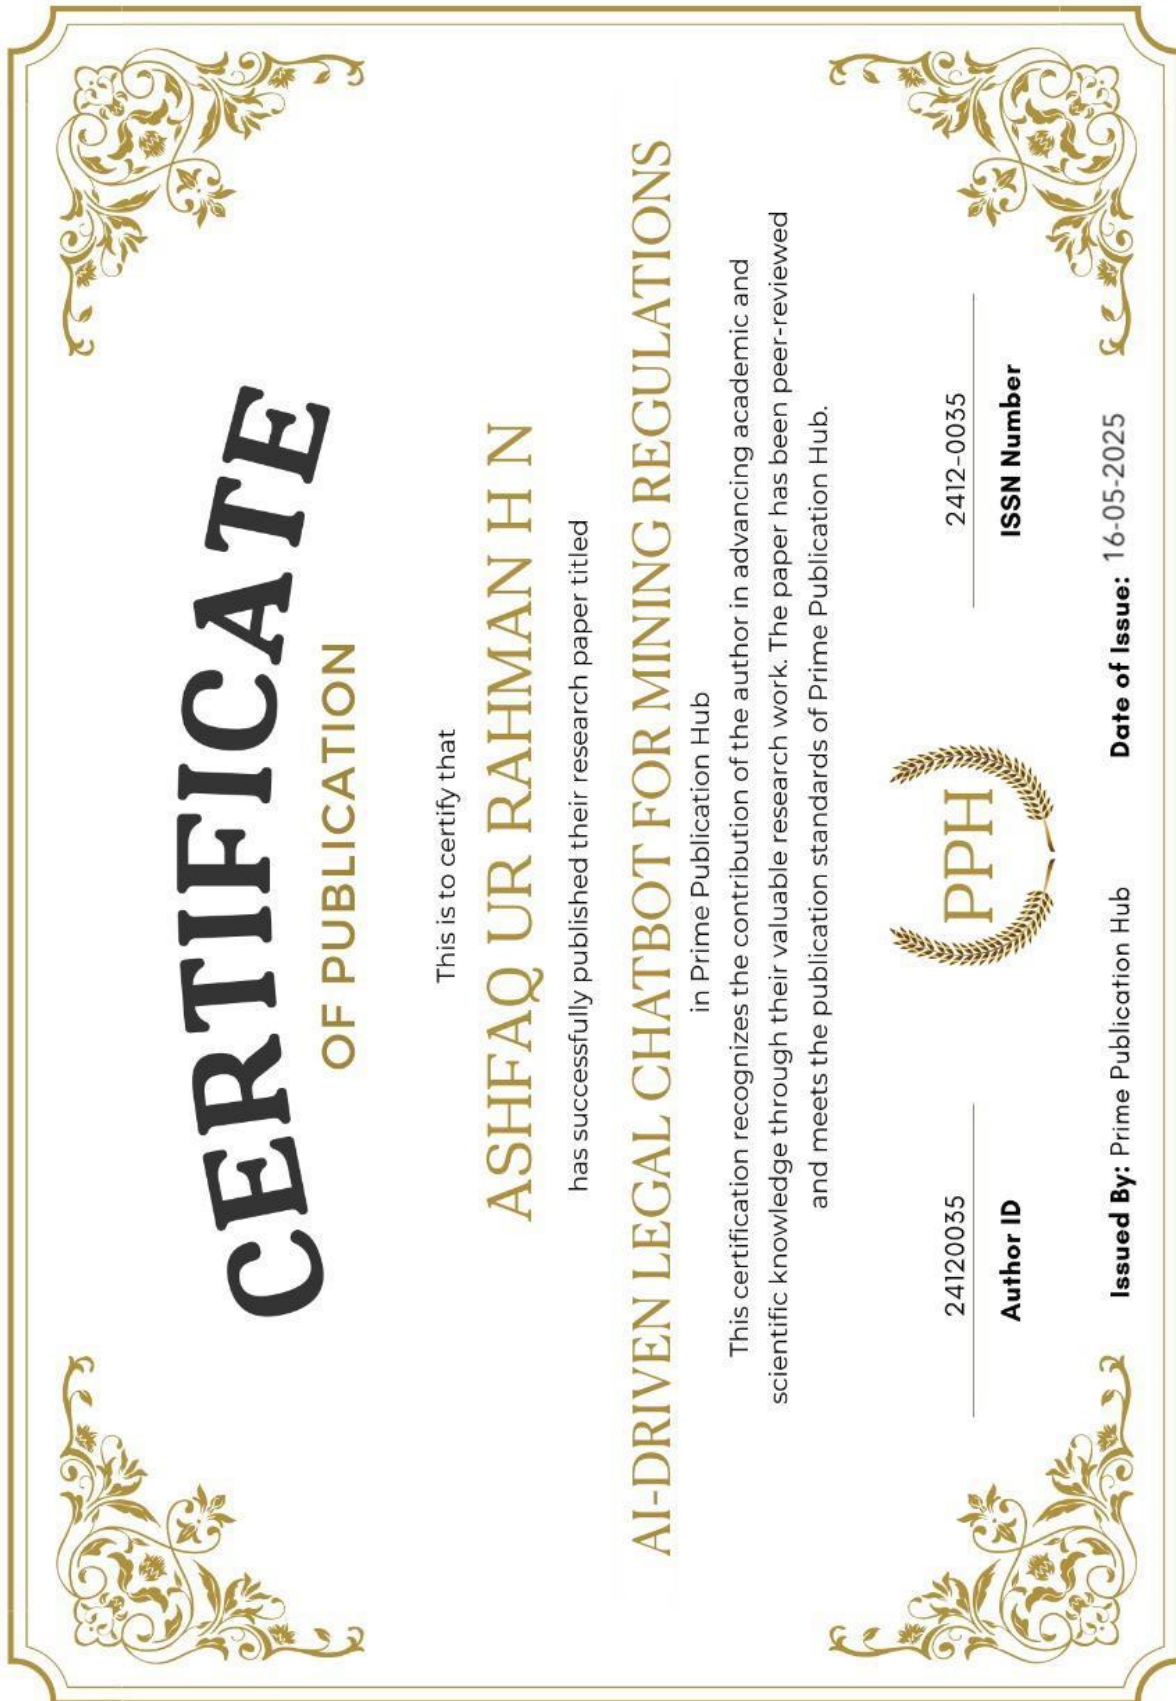 CERTIFICATE
OF PUBLICATION
This is to certify that
ASHFAQ UR RAHMAN H N
has successfully published their research paper titled
AI-DRIVEN LEGAL CHATBOT FOR MINING REGULATIONS
in Prime Publication Hub
This certification recognizes the contribution of the author in advancing academic and
scientific knowledge through their valuable research work. The paper has been peer-reviewed
and meets the publication standards of Prime Publication Hub.
24120035
Author ID
PPH
2412-0035
ISSN Number
Issued By: Prime Publication Hub
Date of Issue: 16-05-2025